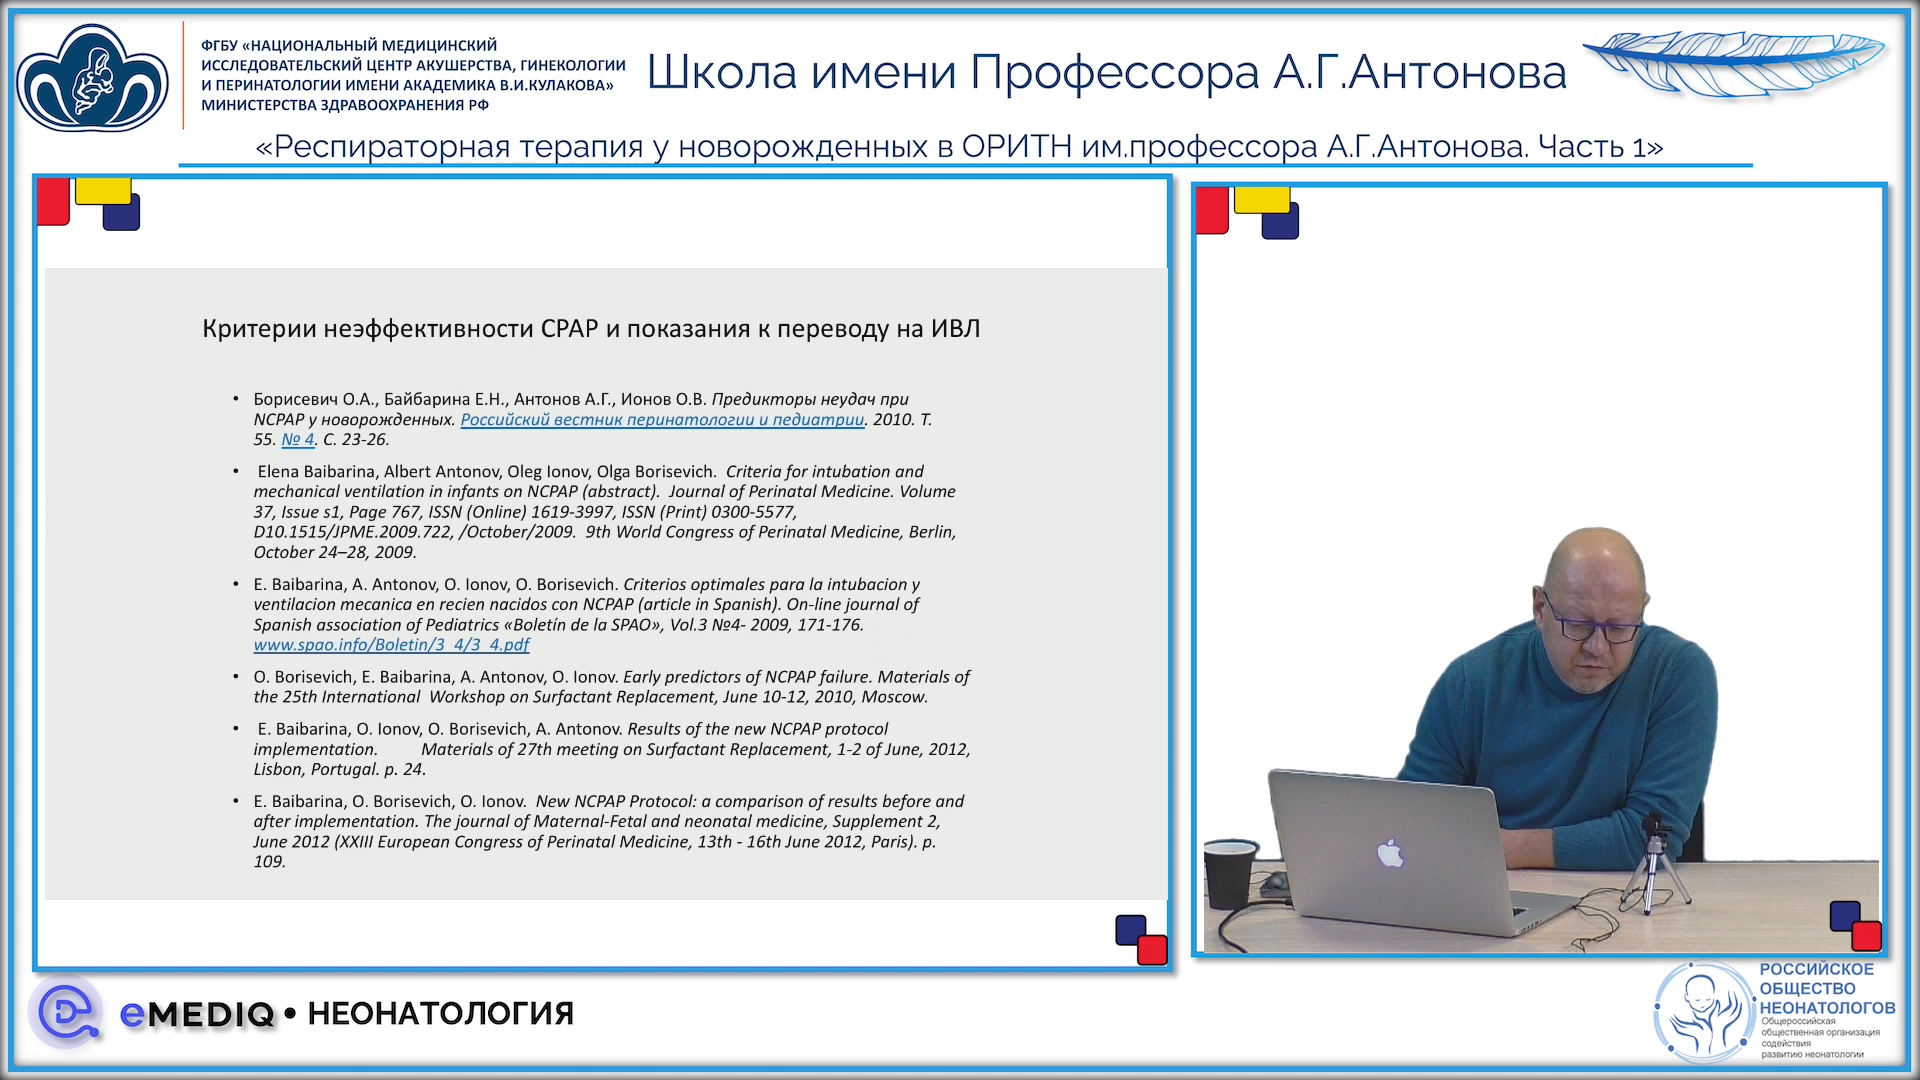 ФГБУ «НАЦИОНАЛЬНЫЙ МЕДИЦИНСКИЙ
ИССЛЕДОВАТЕЛЬСКИЙ ЦЕНТР АКУШЕРСТВА, ГИНЕКОЛОГИИ
И ПЕРИНАТОЛОГИИ ИМЕНИ АКАДЕМИКА В.И.КУЛАКОВА»
МИНИСТЕРСТВА ЗДРАВООХРАНЕНИЯ РФ
Школа имени Профессора А.Г.Антонова
«Респираторная терапия у новорожденных в ОРИТН им.профессора А.Г.Антонова. Часть 1»
Критерии неэффективности СРАР и показания к переводу на ИВЛ
• Борисевич О.А., Байбарина Е.Н., Антонов А.Г., Ионов О.В. Предикторы неудач при
NCPAP у новорожденных. Российский вестник перинатологии и педиатрии. 2010. Т.
55. № 4. С. 23-26.
• Elena Baibarina, Albert Antonov, Oleg Ionov, Olga Borisevich. Criteria for intubation and
mechanical ventilation in infants on NCPAP (abstract). Journal of Perinatal Medicine. Volume
37, Issue s1, Page 767, ISSN (Online) 1619-3997, ISSN (Print) 0300-5577,
D10.1515/JPME.2009.722, /October/2009. 9th World Congress of Perinatal Medicine, Berlin,
October 24–28, 2009.
• E. Baibarina, A. Antonov, O. Ionov, O. Borisevich. Criterios optimales para la intubacion y
ventilacion mecanica en recien nacidos con NCPAP (article in Spanish). On-line journal of
Spanish association of Pediatrics «Boletín de la SPAO», Vol.3 №4- 2009, 171-176.
www.spao.info/Boletin/3_4/3_4.pdf
• O. Borisevich, E. Baibarina, A. Antonov, O. Ionov. Early predictors of NCPAP failure. Materials of
the 25th International Workshop on Surfactant Replacement, June 10-12, 2010, Moscow.
• E. Baibarina, O. Ionov, O. Borisevich, A. Antonov. Results of the new NCPAP protocol
implementation. Materials of 27th meeting on Surfactant Replacement, 1-2 of June, 2012,
Lisbon, Portugal. p. 24.
• E. Baibarina, O. Borisevich, O. Ionov. New NCPAP Protocol: a comparison of results before and
after implementation. The journal of Maternal-Fetal and neonatal medicine, Supplement 2,
June 2012 (XXIII European Congress of Perinatal Medicine, 13th - 16th June 2012, Paris). p.
109.
eMEDIQ • НЕОНАТОЛОГИЯ
РОССИЙСКОЕ
ОБЩЕСТВО
НЕОНАТОЛОГОВ
Общероссийская
общественная организация
содействия
развитию неонатологии